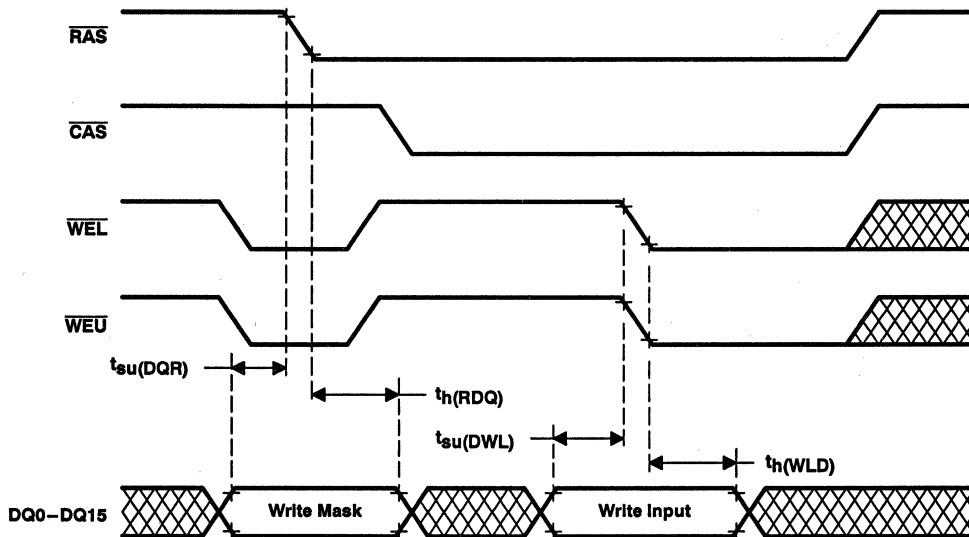 RAS
CAS
WEL
WEU
tsu(DQR)
th(RDQ)
tsu(DWL)
th(WLD)
DQ0–DQ15
Write Mask
Write Input